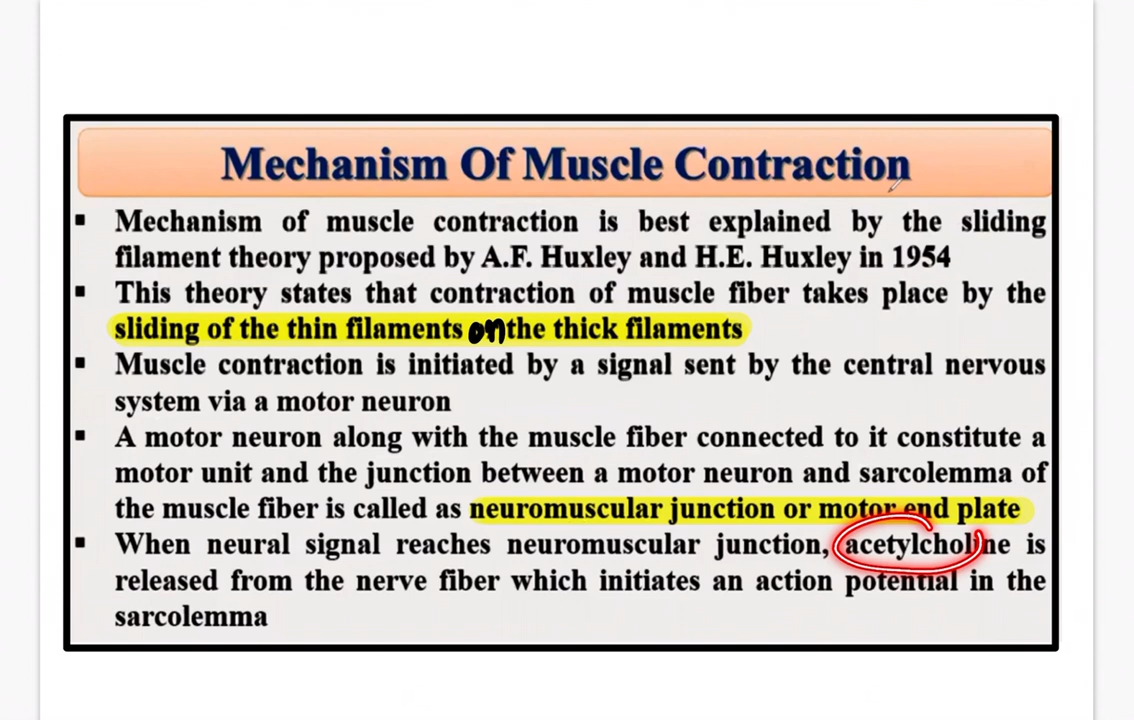 Mechanism Of Muscle Contraction
▪ Mechanism of muscle contraction is best explained by the sliding
filament theory proposed by A.F. Huxley and H.E. Huxley in 1954
▪ This theory states that contraction of muscle fiber takes place by the
sliding of the thin filaments on the thick filaments
▪ Muscle contraction is initiated by a signal sent by the central nervous
system via a motor neuron
▪ A motor neuron along with the muscle fiber connected to it constitute a
motor unit and the junction between a motor neuron and sarcolemma of
the muscle fiber is called as neuromuscular junction or motor end plate
▪ When neural signal reaches neuromuscular junction, acetylcholine is
released from the nerve fiber which initiates an action potential in the
sarcolemma